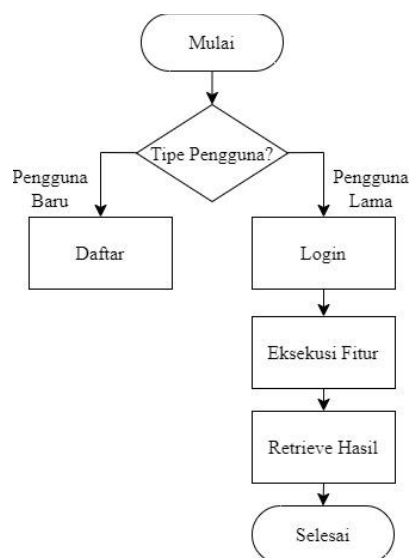 Mulai
Tipe Pengguna?
Pengguna
Baru
Pengguna
Lama
Daftar
Login
Eksekusi Fitur
Retrieve Hasil
Selesai